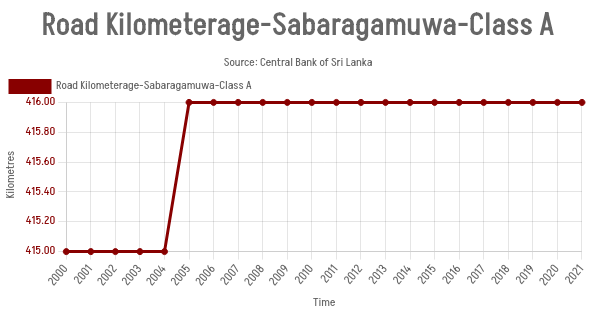 Road Kilometerage-Sabaragamuwa-Class A
Source: Central Bank of Sri Lanka
Road Kilometerage-Sabaragamuwa-Class A
416.00
415.80
415.60
415.40
415.20
415.00
Kilometres
2000 2001 2002 2003 2004 2005 2006 2007 2008 2009 2010 2011 2012 2013 2014 2015 2016 2017 2018 2019 2020 2021
Time